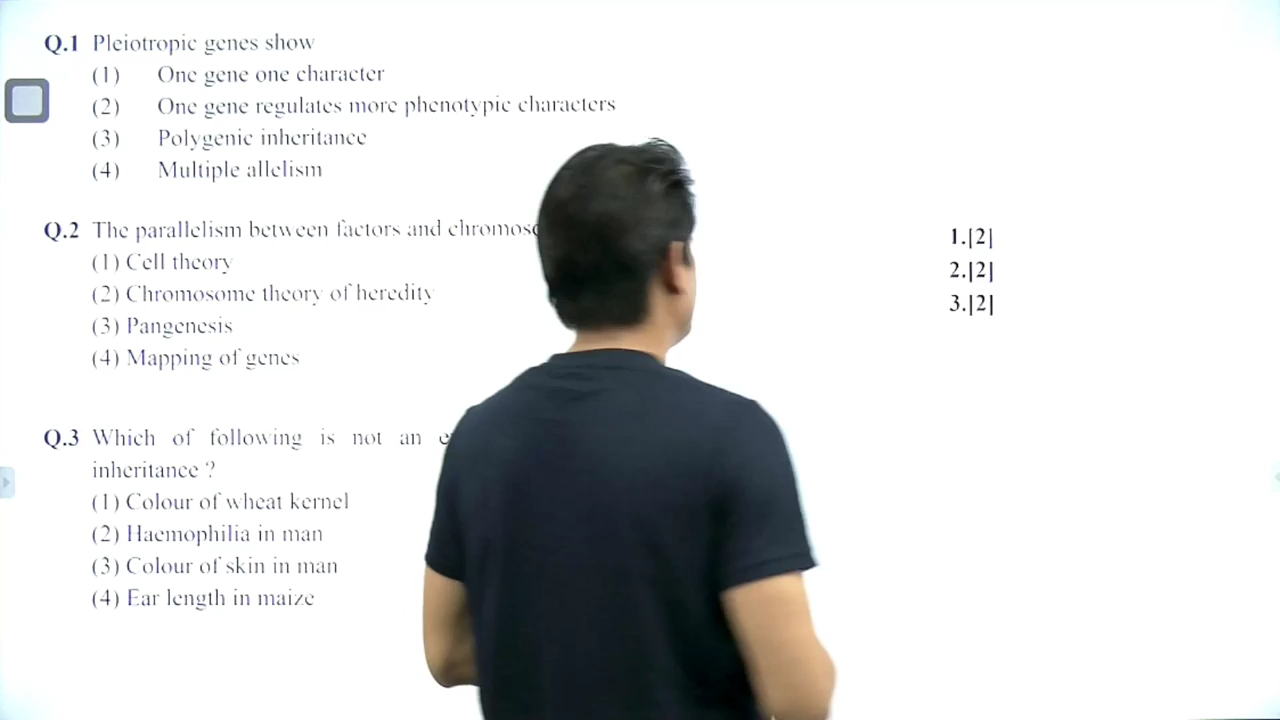 Q.1 Pleiotropic genes show
(1) One gene one character
(2) One gene regulates more phenotypic characters
(3) Polygenic inheritance
(4) Multiple allelism
Q.2 The parallelism between factors and
(1) Cell theory
(2) Chromosome theory of heredity
(3) Pangenesis
(4) Mapping of genes
Q.3 Which of following is not an
inheritance ?
(1) Colour of wheat kernel
(2) Haemophilia in man
(3) Colour of skin in man
(4) Ear length in maize
1.[2]
2.[2]
3.[2]